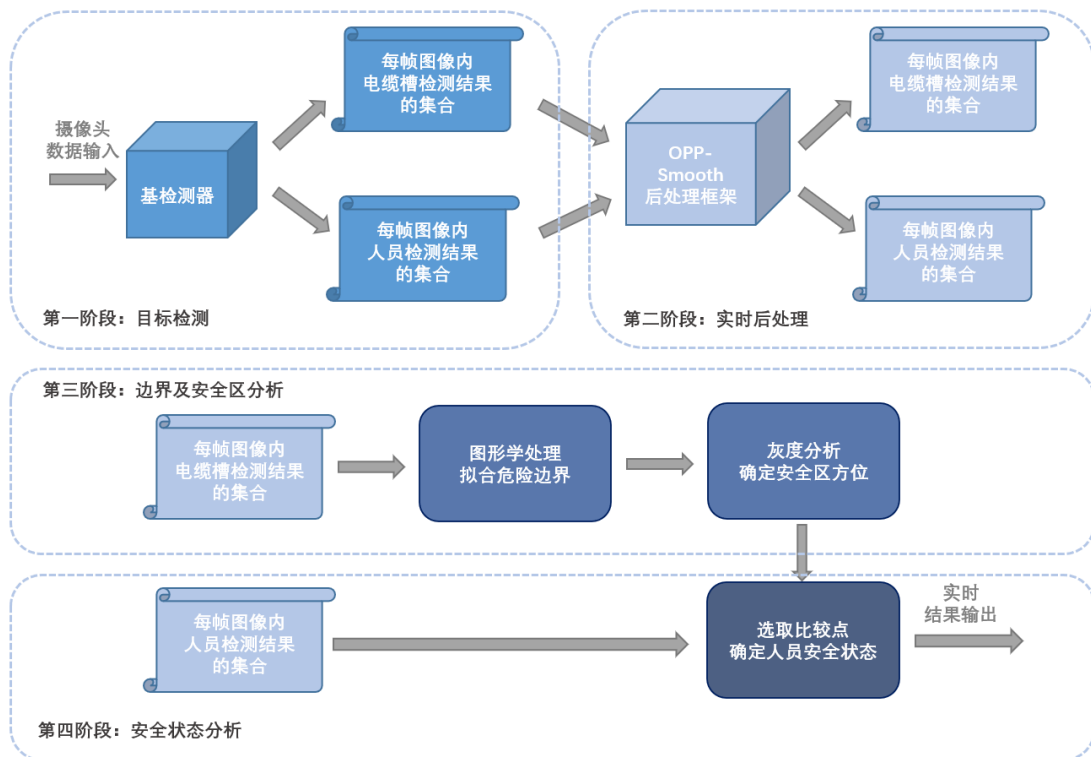 摄像头
数据输入
基检测器
每帧图像内
电缆槽检测结果
的集合
每帧图像内
人员检测结果
的集合
第一阶段：目标检测
OPP-
Smooth
后处理框架
每帧图像内
电缆槽检测结果
的集合
每帧图像内
人员检测结果
的集合
第二阶段：实时后处理
第三阶段：边界及安全区分析
每帧图像内
电缆槽检测结果
的集合
图形学处理
拟合危险边界
灰度分析
确定安全区方位
每帧图像内
人员检测结果
的集合
选取比较点
确定人员安全状态
实时
结果输出
第四阶段：安全状态分析